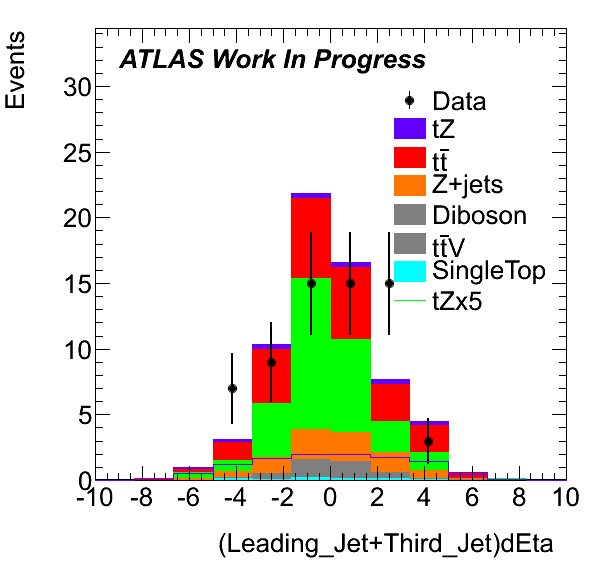 ATLAS Work In Progress
Events
Data
tZ
tt̄
Z+jets
Diboson
tt̄V
SingleTop
tZx5
30
25
20
15
10
5
0
-10 -8 -6 -4 -2 0 2 4 6 8 10
(Leading_Jet+Third_Jet)dEta